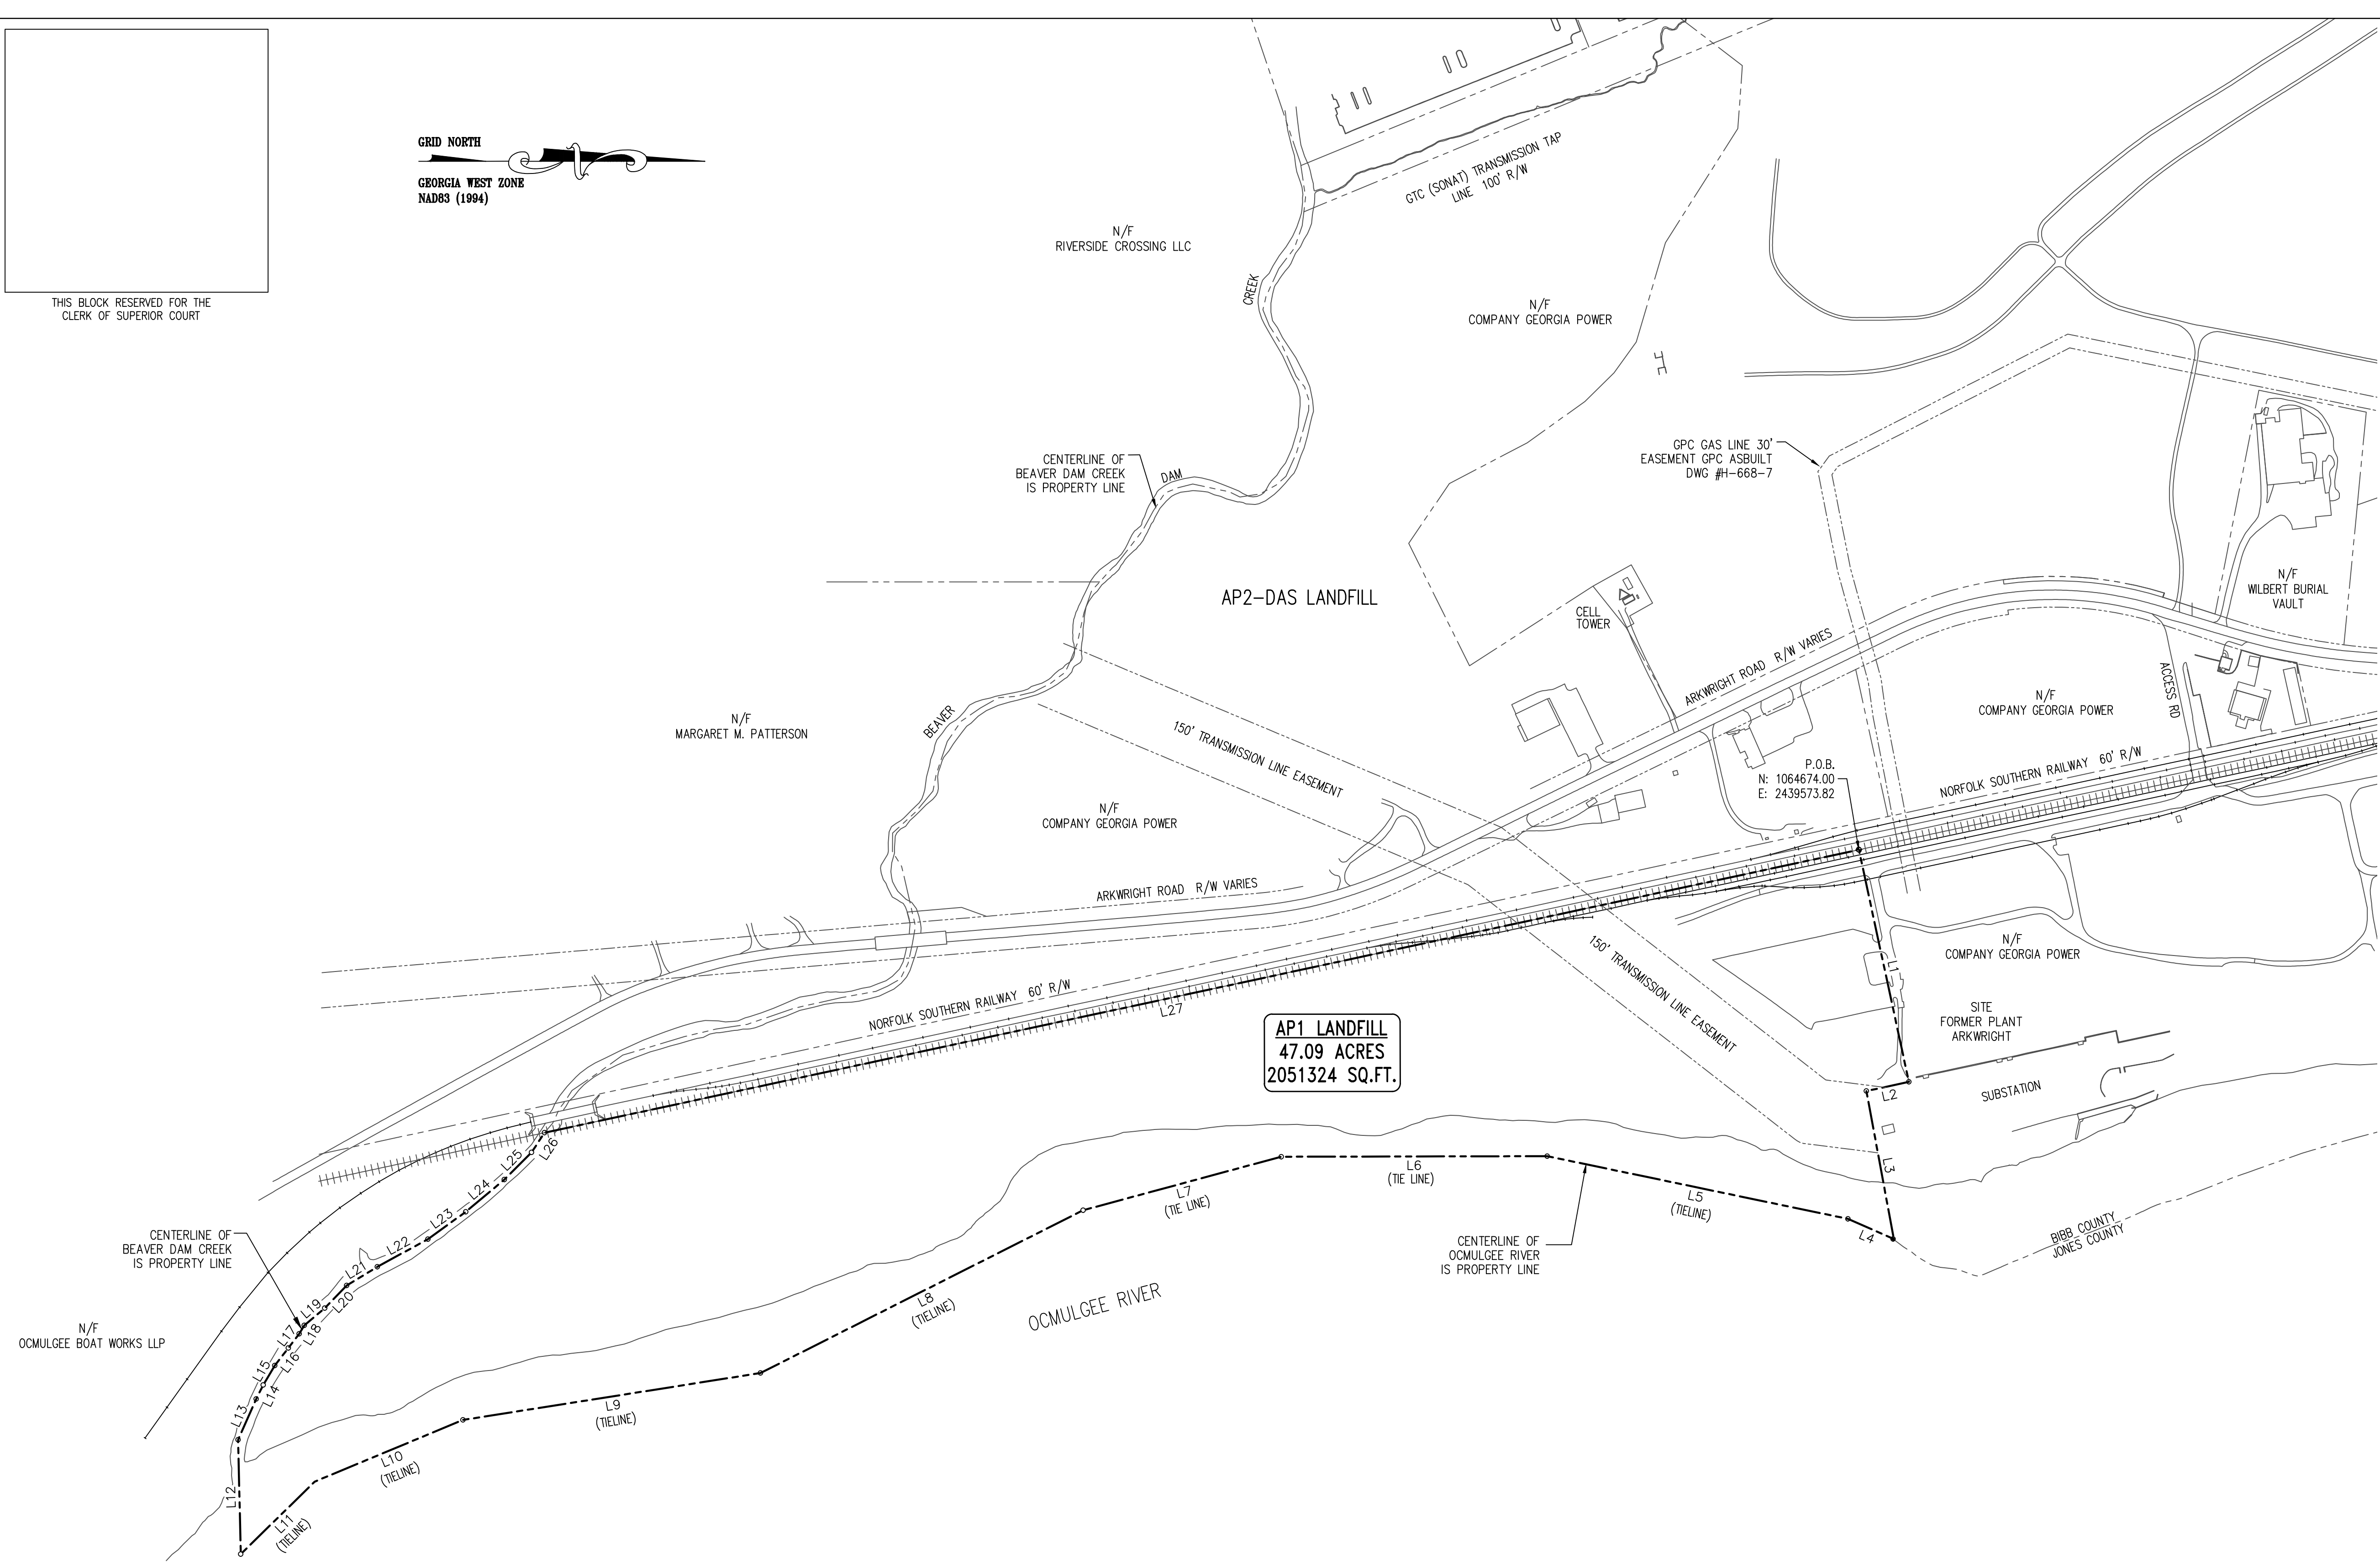 THIS BLOCK RESERVED FOR THE
CLERK OF SUPERIOR COURT
GRID NORTH
GEORGIA WEST ZONE
NAD83 (1994)
N/F
RIVERSIDE CROSSING LLC
GTC (SONAT) TRANSMISSION TAP
LINE 100' R/W
CREEK
N/F
COMPANY GEORGIA POWER
CENTERLINE OF
BEAVER DAM CREEK
IS PROPERTY LINE
DAM
GPC GAS LINE 30'
EASEMENT GPC ASBUILT
DWG #H-668-7
AP2-DAS LANDFILL
CELL
TOWER
N/F
WILBERT BURIAL
VAULT
ARKWRIGHT ROAD R/W VARIES
ACCESS RD
N/F
COMPANY GEORGIA POWER
N/F
MARGARET M. PATTERSON
BEAVER
150' TRANSMISSION LINE EASEMENT
P.O.B.
N: 1064674.00
E: 2439573.82
NORFOLK SOUTHERN RAILWAY 60' R/W
N/F
COMPANY GEORGIA POWER
ARKWRIGHT ROAD R/W VARIES
150' TRANSMISSION LINE EASEMENT
N/F
COMPANY GEORGIA POWER
L1
NORFOLK SOUTHERN RAILWAY 60' R/W
L27
AP1 LANDFILL
47.09 ACRES
2051324 SQ.FT.
SITE
FORMER PLANT
ARKWRIGHT
SUBSTATION
L2
L3
L4
L5
(TIELINE)
L6
(TIE LINE)
L7
(TIE LINE)
CENTERLINE OF
OCMULGEE RIVER
IS PROPERTY LINE
BIBB COUNTY
JONES COUNTY
L8
(TIELINE)
OCMULGEE RIVER
L9
(TIELINE)
L10
(TIELINE)
L11
(TIELINE)
L12
L13
L14
L15
L16
L17
L18
L19
L20
L21
L22
L23
L24
L25
L26
CENTERLINE OF
BEAVER DAM CREEK
IS PROPERTY LINE
N/F
OCMULGEE BOAT WORKS LLP